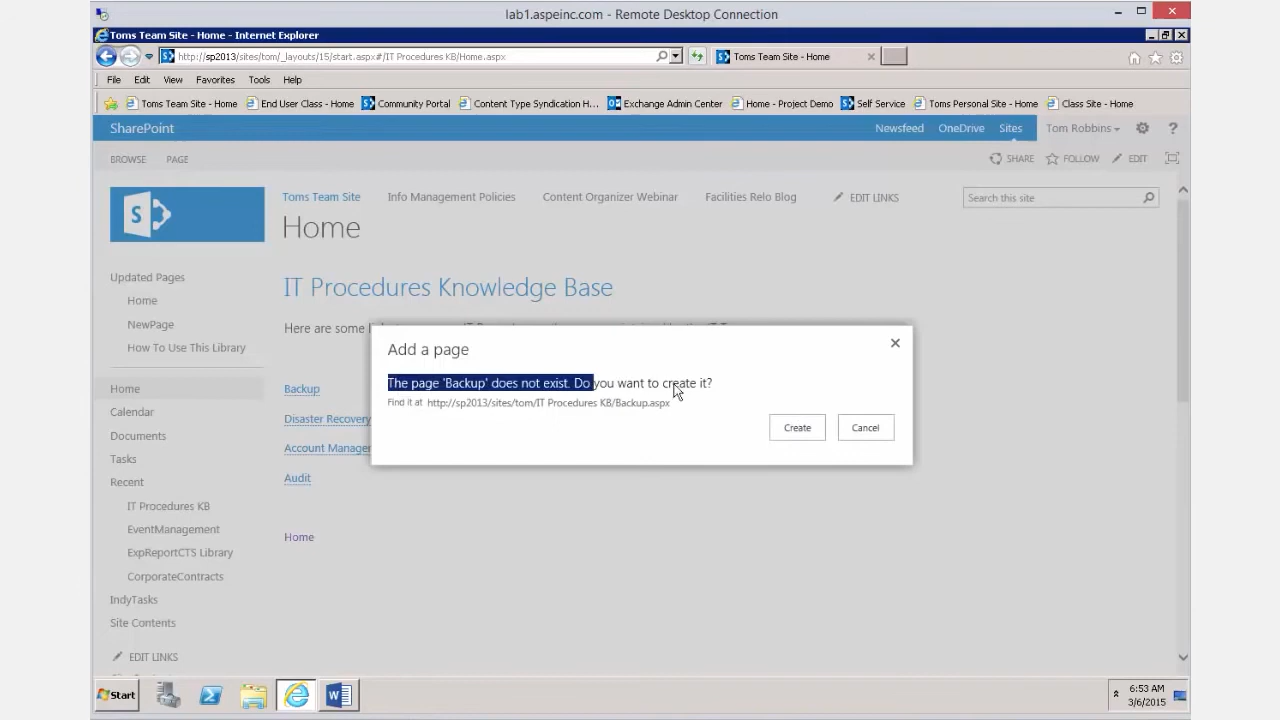 lab1.aspeinc.com - Remote Desktop Connection
Toms Team Site - Home - Internet Explorer
http://sp2013/sites/tom/_layouts/15/start.aspx#/IT Procedures KB/Home.aspx
Toms Team Site - Home
File Edit View Favorites Tools Help
Toms Team Site - Home End User Class - Home Community Portal Content Type Syndication H... Exchange Admin Center Home - Project Demo Self Service Toms Personal Site - Home Class Site - Home
SharePoint Newsfeed OneDrive Sites Tom Robbins ?
BROWSE PAGE SHARE FOLLOW EDIT
S
Toms Team Site Info Management Policies Content Organizer Webinar Facilities Relo Blog EDIT LINKS Search this site
Home
Updated Pages
Home
NewPage
How To Use This Library
Home
Calendar
Documents
Tasks
Recent
IT Procedures KB
EventManagement
ExpReportCTS Library
CorporateContracts
IndyTasks
Site Contents
EDIT LINKS
IT Procedures Knowledge Base
Here are some
Backup
Disaster Recovery
Account Manage
Audit
Home
Add a page
The page 'Backup' does not exist. Do you want to create it?
Find it at http://sp2013/sites/tom/IT Procedures KB/Backup.aspx
Create Cancel
Start
6:53 AM
3/6/2015